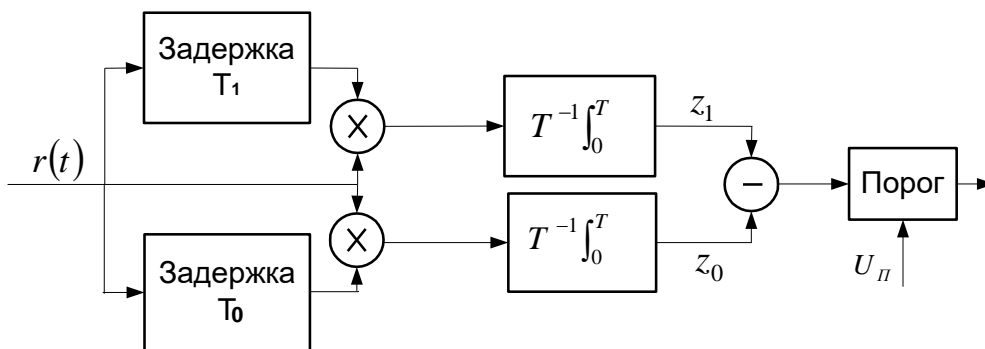 Задержка
T₁
T⁻¹∫₀ᵀ
z₁
r(t)
−
Порог
T⁻¹∫₀ᵀ
z₀
U_П
Задержка
T₀